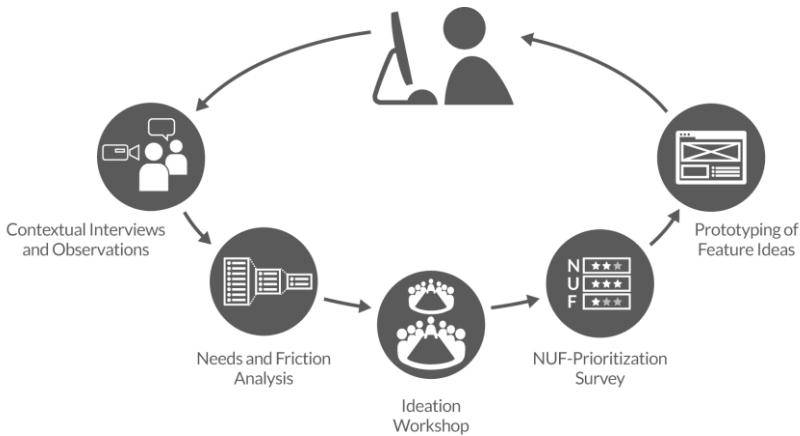 Contextual Interviews
and Observations
Needs and Friction
Analysis
Ideation
Workshop
N
U
F
NUF-Prioritization
Survey
Prototyping of
Feature Ideas